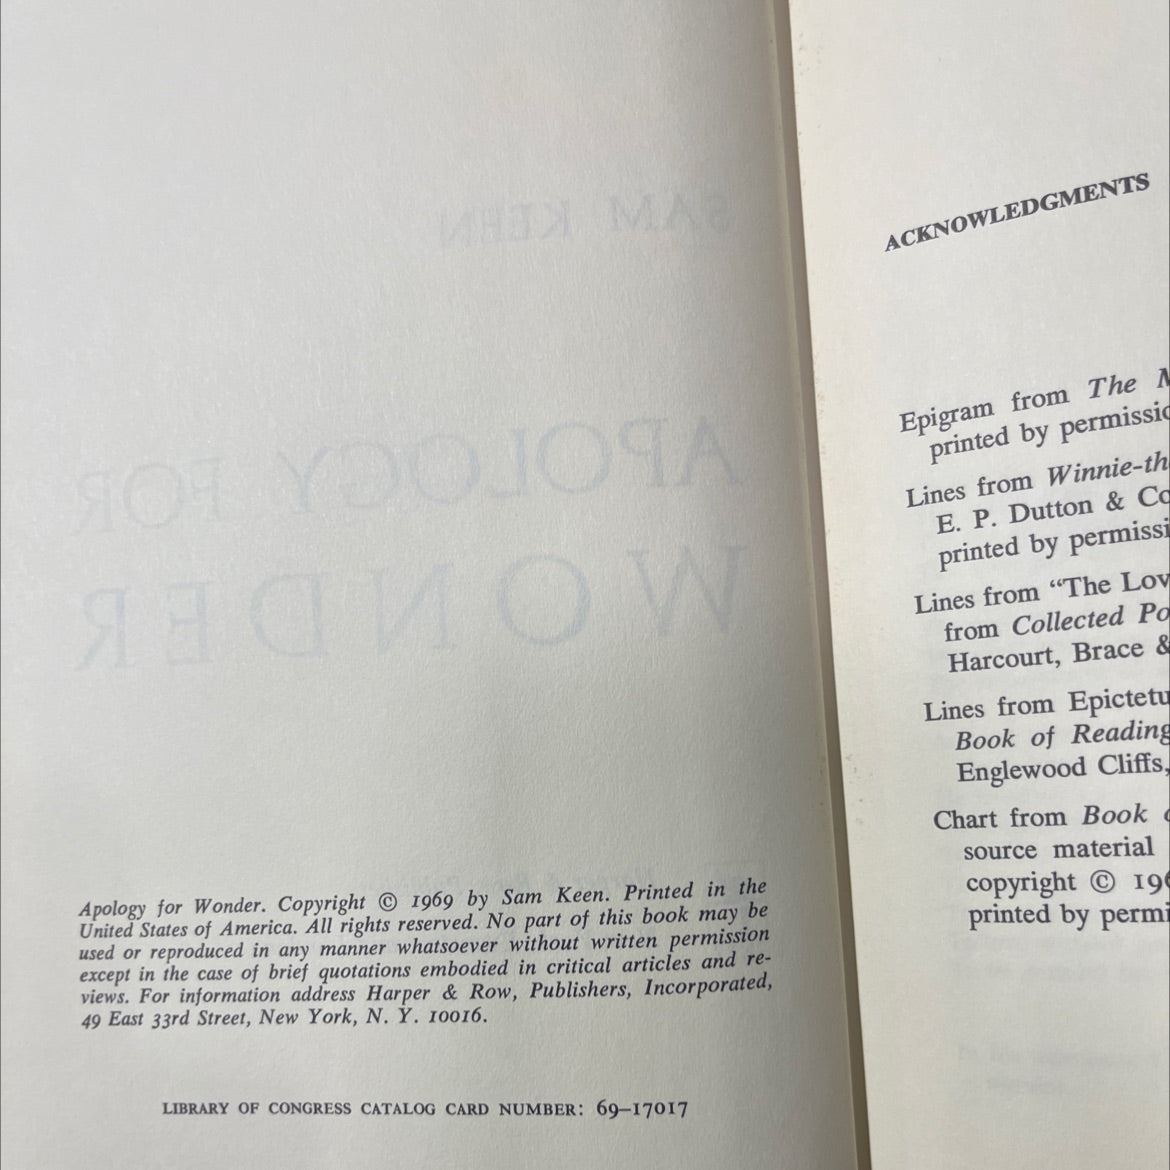 SAM KEEN
APOLOGY FOR
WONDER
Apology for Wonder. Copyright © 1969 by Sam Keen. Printed in the
United States of America. All rights reserved. No part of this book may be
used or reproduced in any manner whatsoever without written permission
except in the case of brief quotations embodied in critical articles and re-
views. For information address Harper & Row, Publishers, Incorporated,
49 East 33rd Street, New York, N. Y. 10016.
LIBRARY OF CONGRESS CATALOG CARD NUMBER: 69–17017
ACKNOWLEDGMENTS
Epigram from The
printed by
Lines from
E. P. Dutton &
printed by
Lines from “The
from Collected
Harcourt, Brace &
Lines from
Book of
Englewood Cliffs,
Chart from Book
source material
copyright ©
printed by